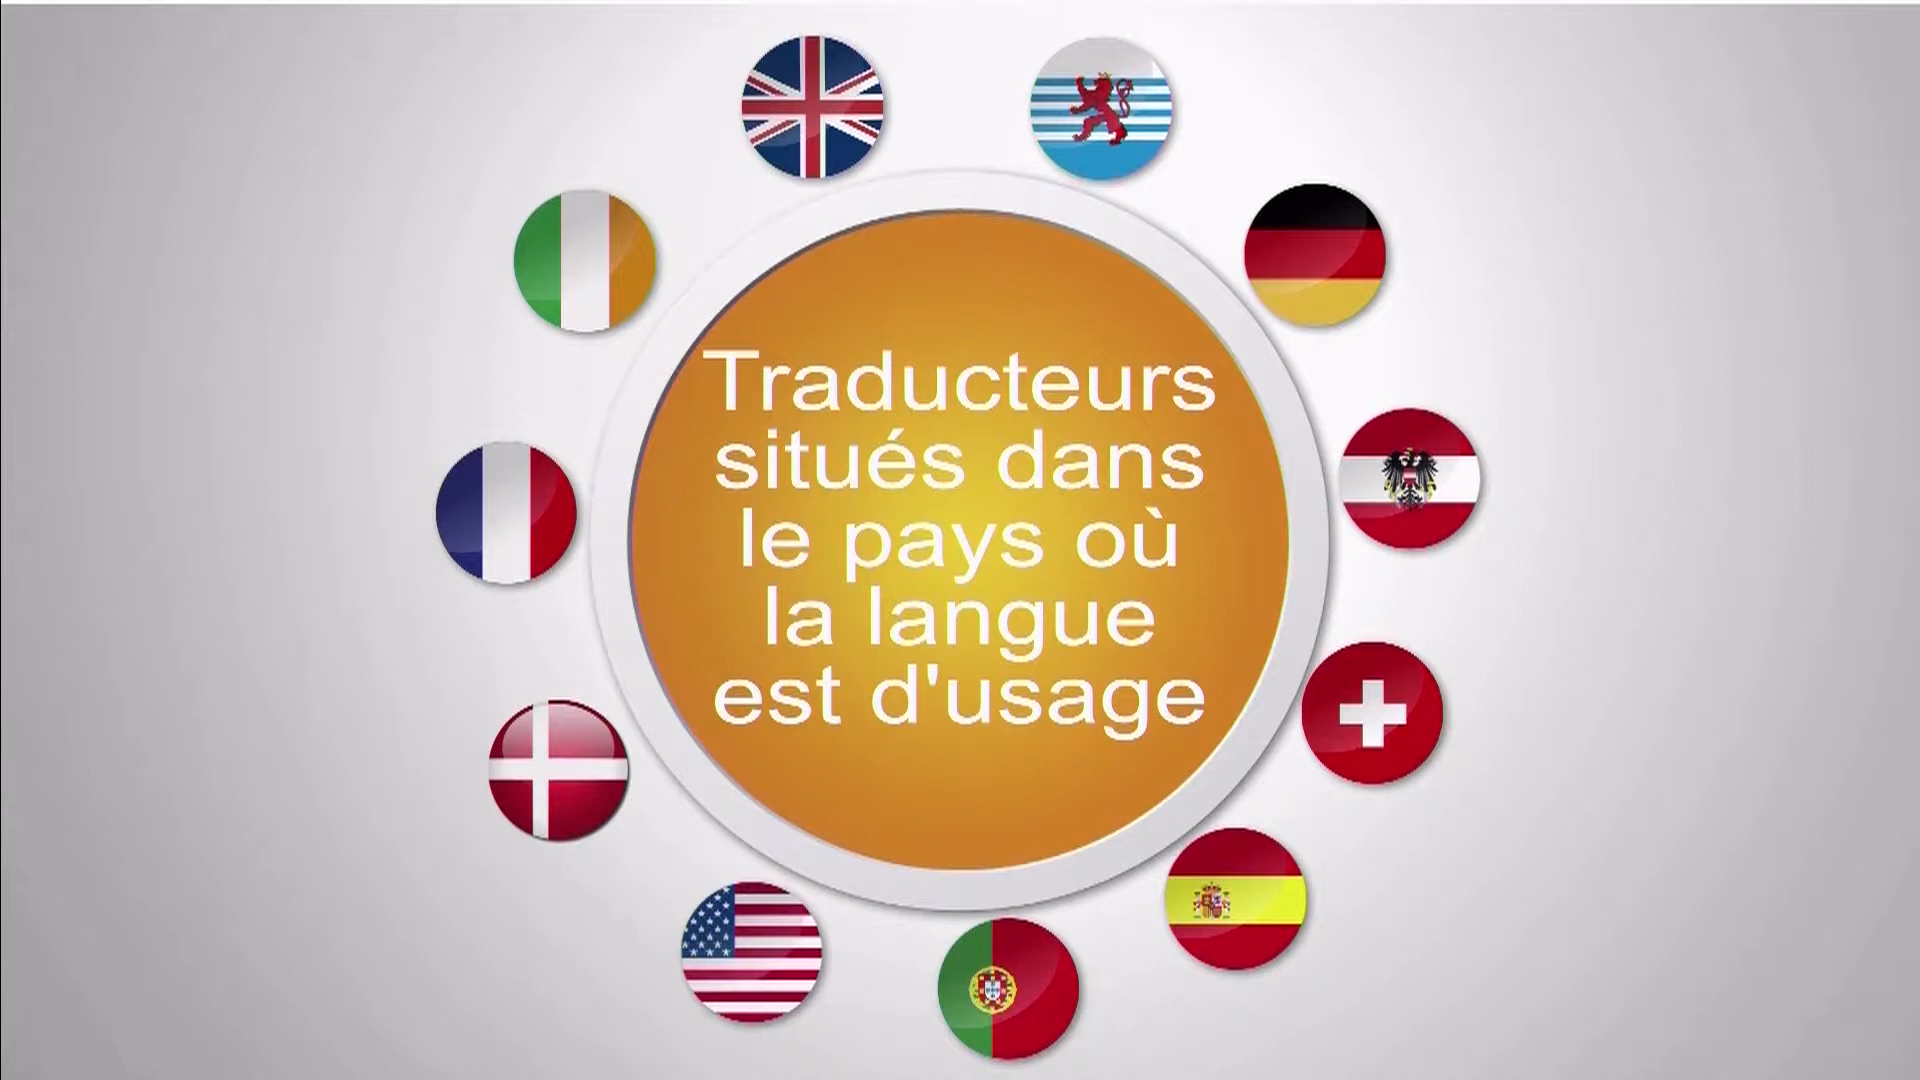 Traducteurs
situés dans
le pays où
la langue
est d'usage